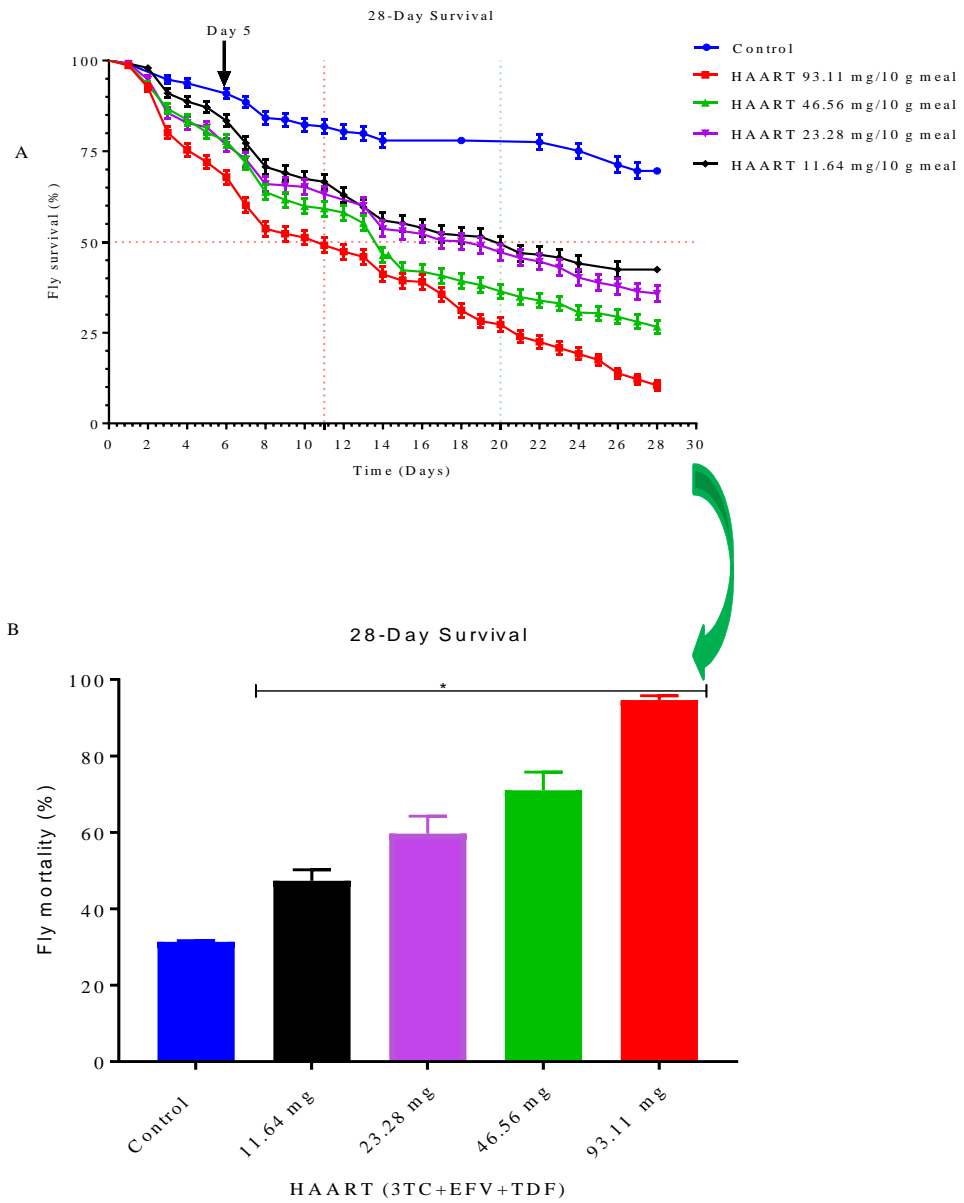 28-Day Survival
Day 5
A
Fly survival (%)
100
75
50
25
0
0 2 4 6 8 10 12 14 16 18 20 22 24 26 28 30
Time (Days)
Control
HAART 93.11 mg/10 g meal
HAART 46.56 mg/10 g meal
HAART 23.28 mg/10 g meal
HAART 11.64 mg/10 g meal
B
28-Day Survival
Fly mortality (%)
100
80
60
40
20
0
*
Control 11.64 mg 23.28 mg 46.56 mg 93.11 mg
HAART (3TC+EFV+TDF)